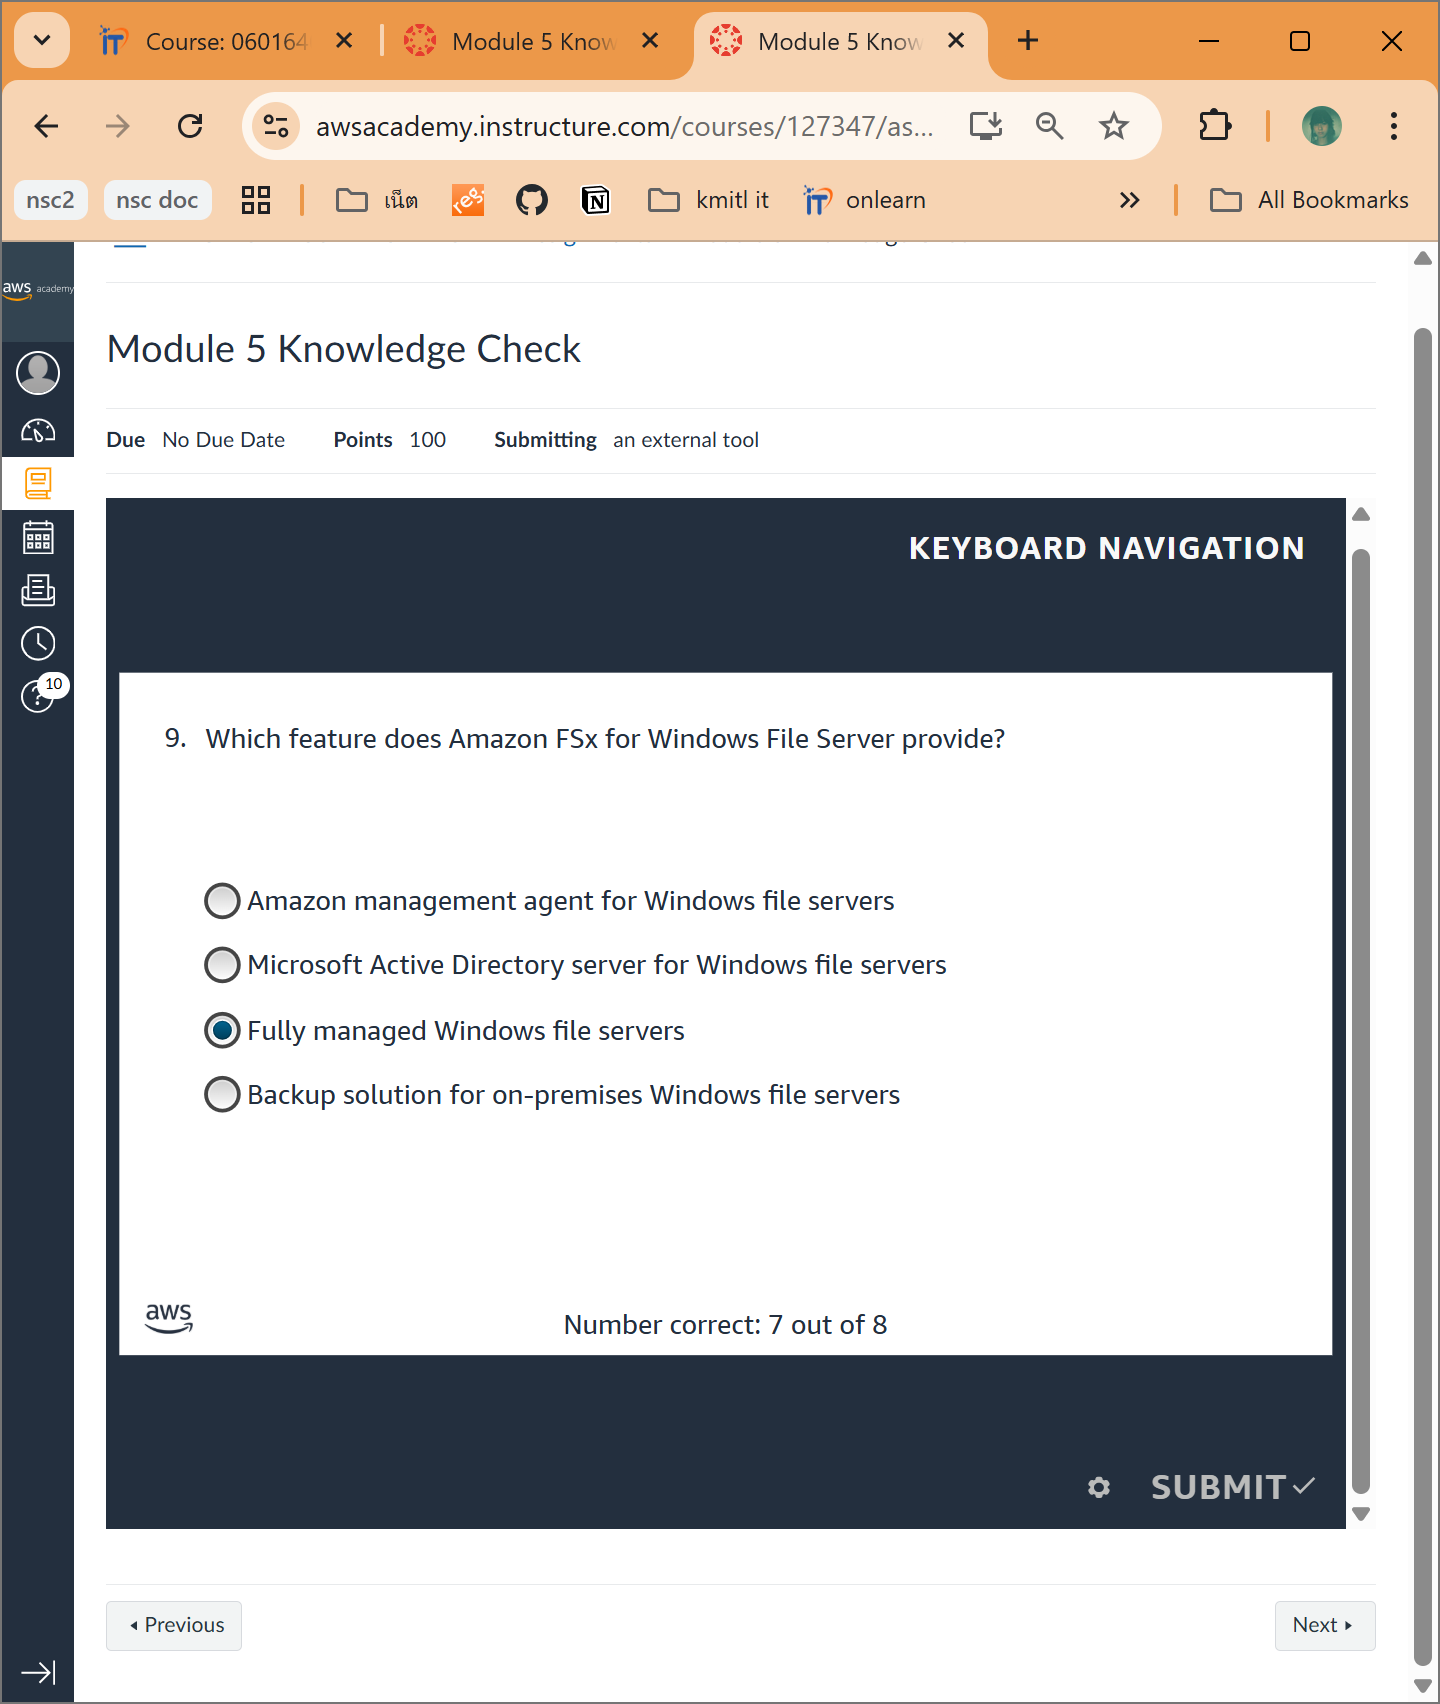 Course: 060164
Module 5 Know
Module 5 Know
awsacademy.instructure.com/courses/127347/as...
nsc2
nsc doc
เน็ต
reg.
kmitl it
iT onlearn
All Bookmarks
aws academy
Module 5 Knowledge Check
Due No Due Date Points 100 Submitting an external tool
10
KEYBOARD NAVIGATION
9. Which feature does Amazon FSx for Windows File Server provide?
Amazon management agent for Windows file servers
Microsoft Active Directory server for Windows file servers
Fully managed Windows file servers
Backup solution for on-premises Windows file servers
aws
Number correct: 7 out of 8
SUBMIT
Previous
Next